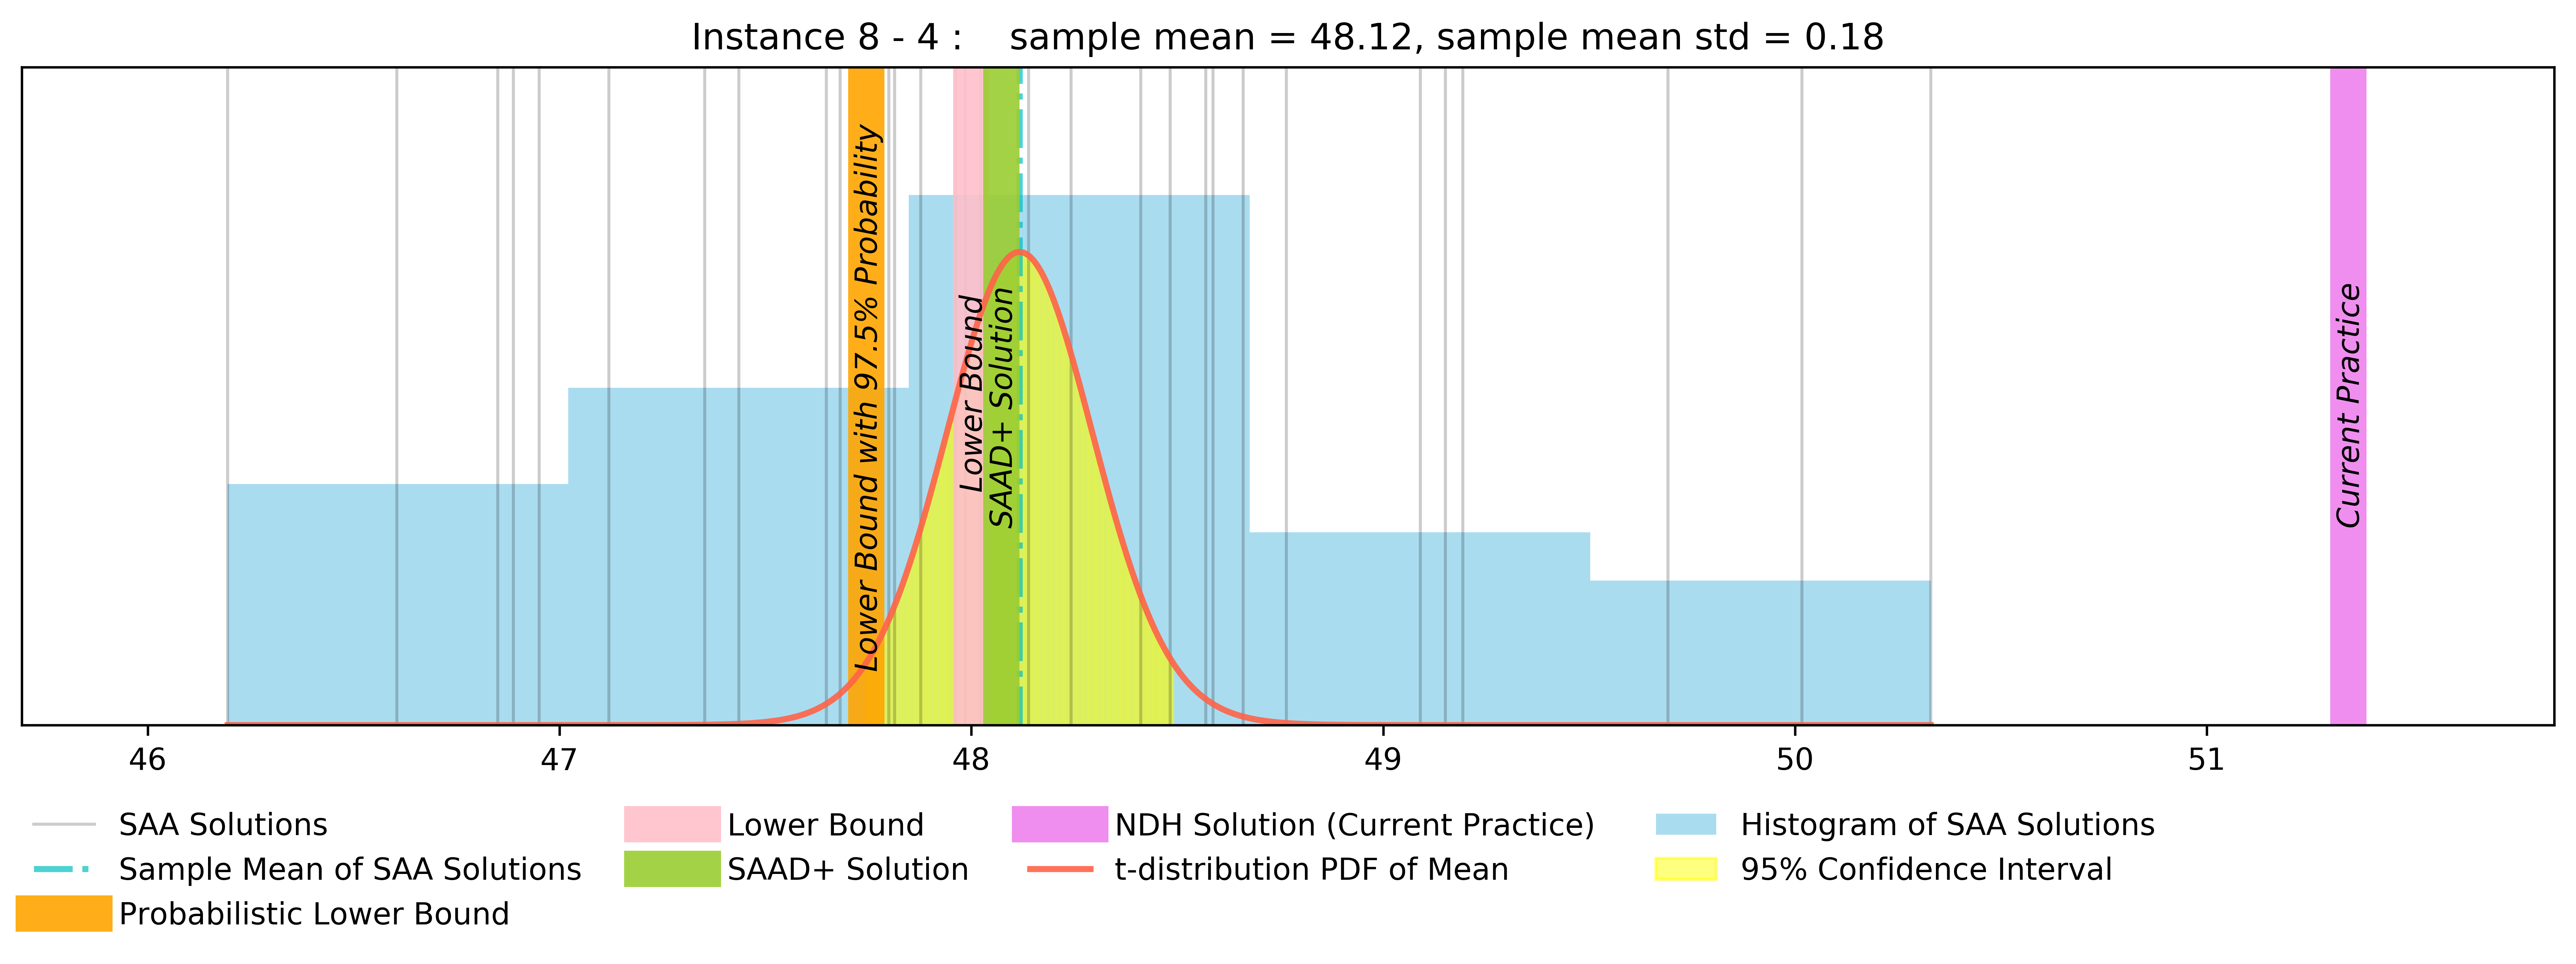 Instance 8 - 4 :    sample mean = 48.12, sample mean std = 0.18
Lower Bound with 97.5% Probability
Lower Bound
SAAD+ Solution
Current Practice
46 47 48 49 50 51
SAA Solutions
Sample Mean of SAA Solutions
Probabilistic Lower Bound
Lower Bound
SAAD+ Solution
NDH Solution (Current Practice)
t-distribution PDF of Mean
Histogram of SAA Solutions
95% Confidence Interval